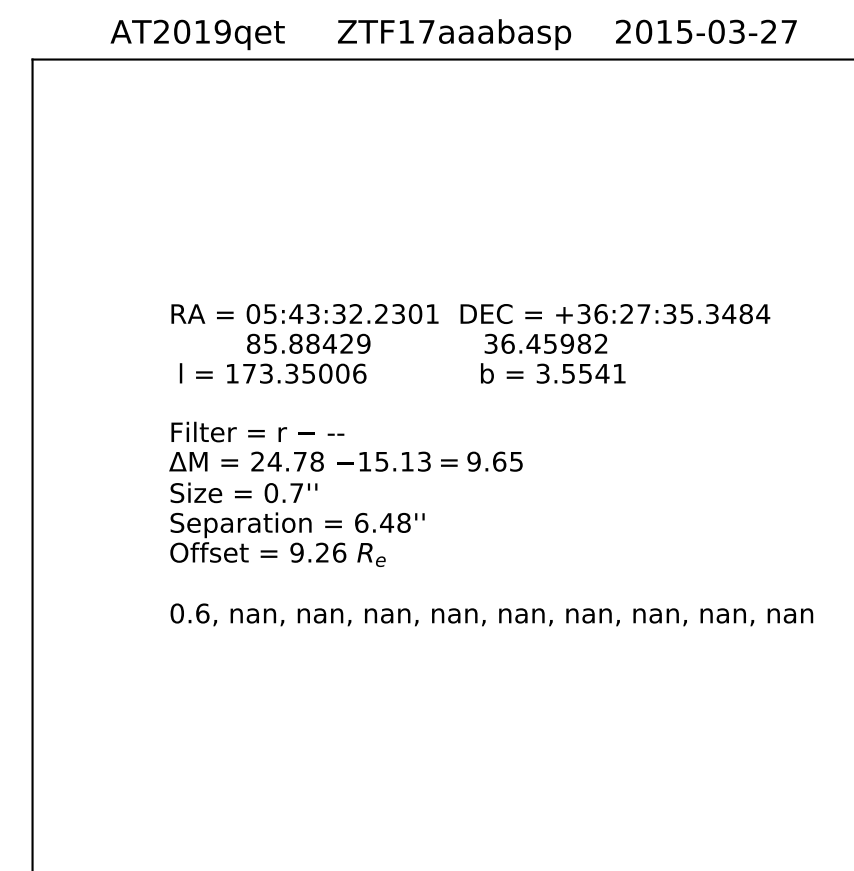 AT2019qet ZTF17aaabasp 2015-03-27
RA = 05:43:32.2301 DEC = +36:27:35.3484
85.88429 36.45982
l = 173.35006 b = 3.5541
Filter = r − --
ΔM = 24.78 −15.13 = 9.65
Size = 0.7''
Separation = 6.48''
Offset = 9.26 Rₑ
0.6, nan, nan, nan, nan, nan, nan, nan, nan, nan